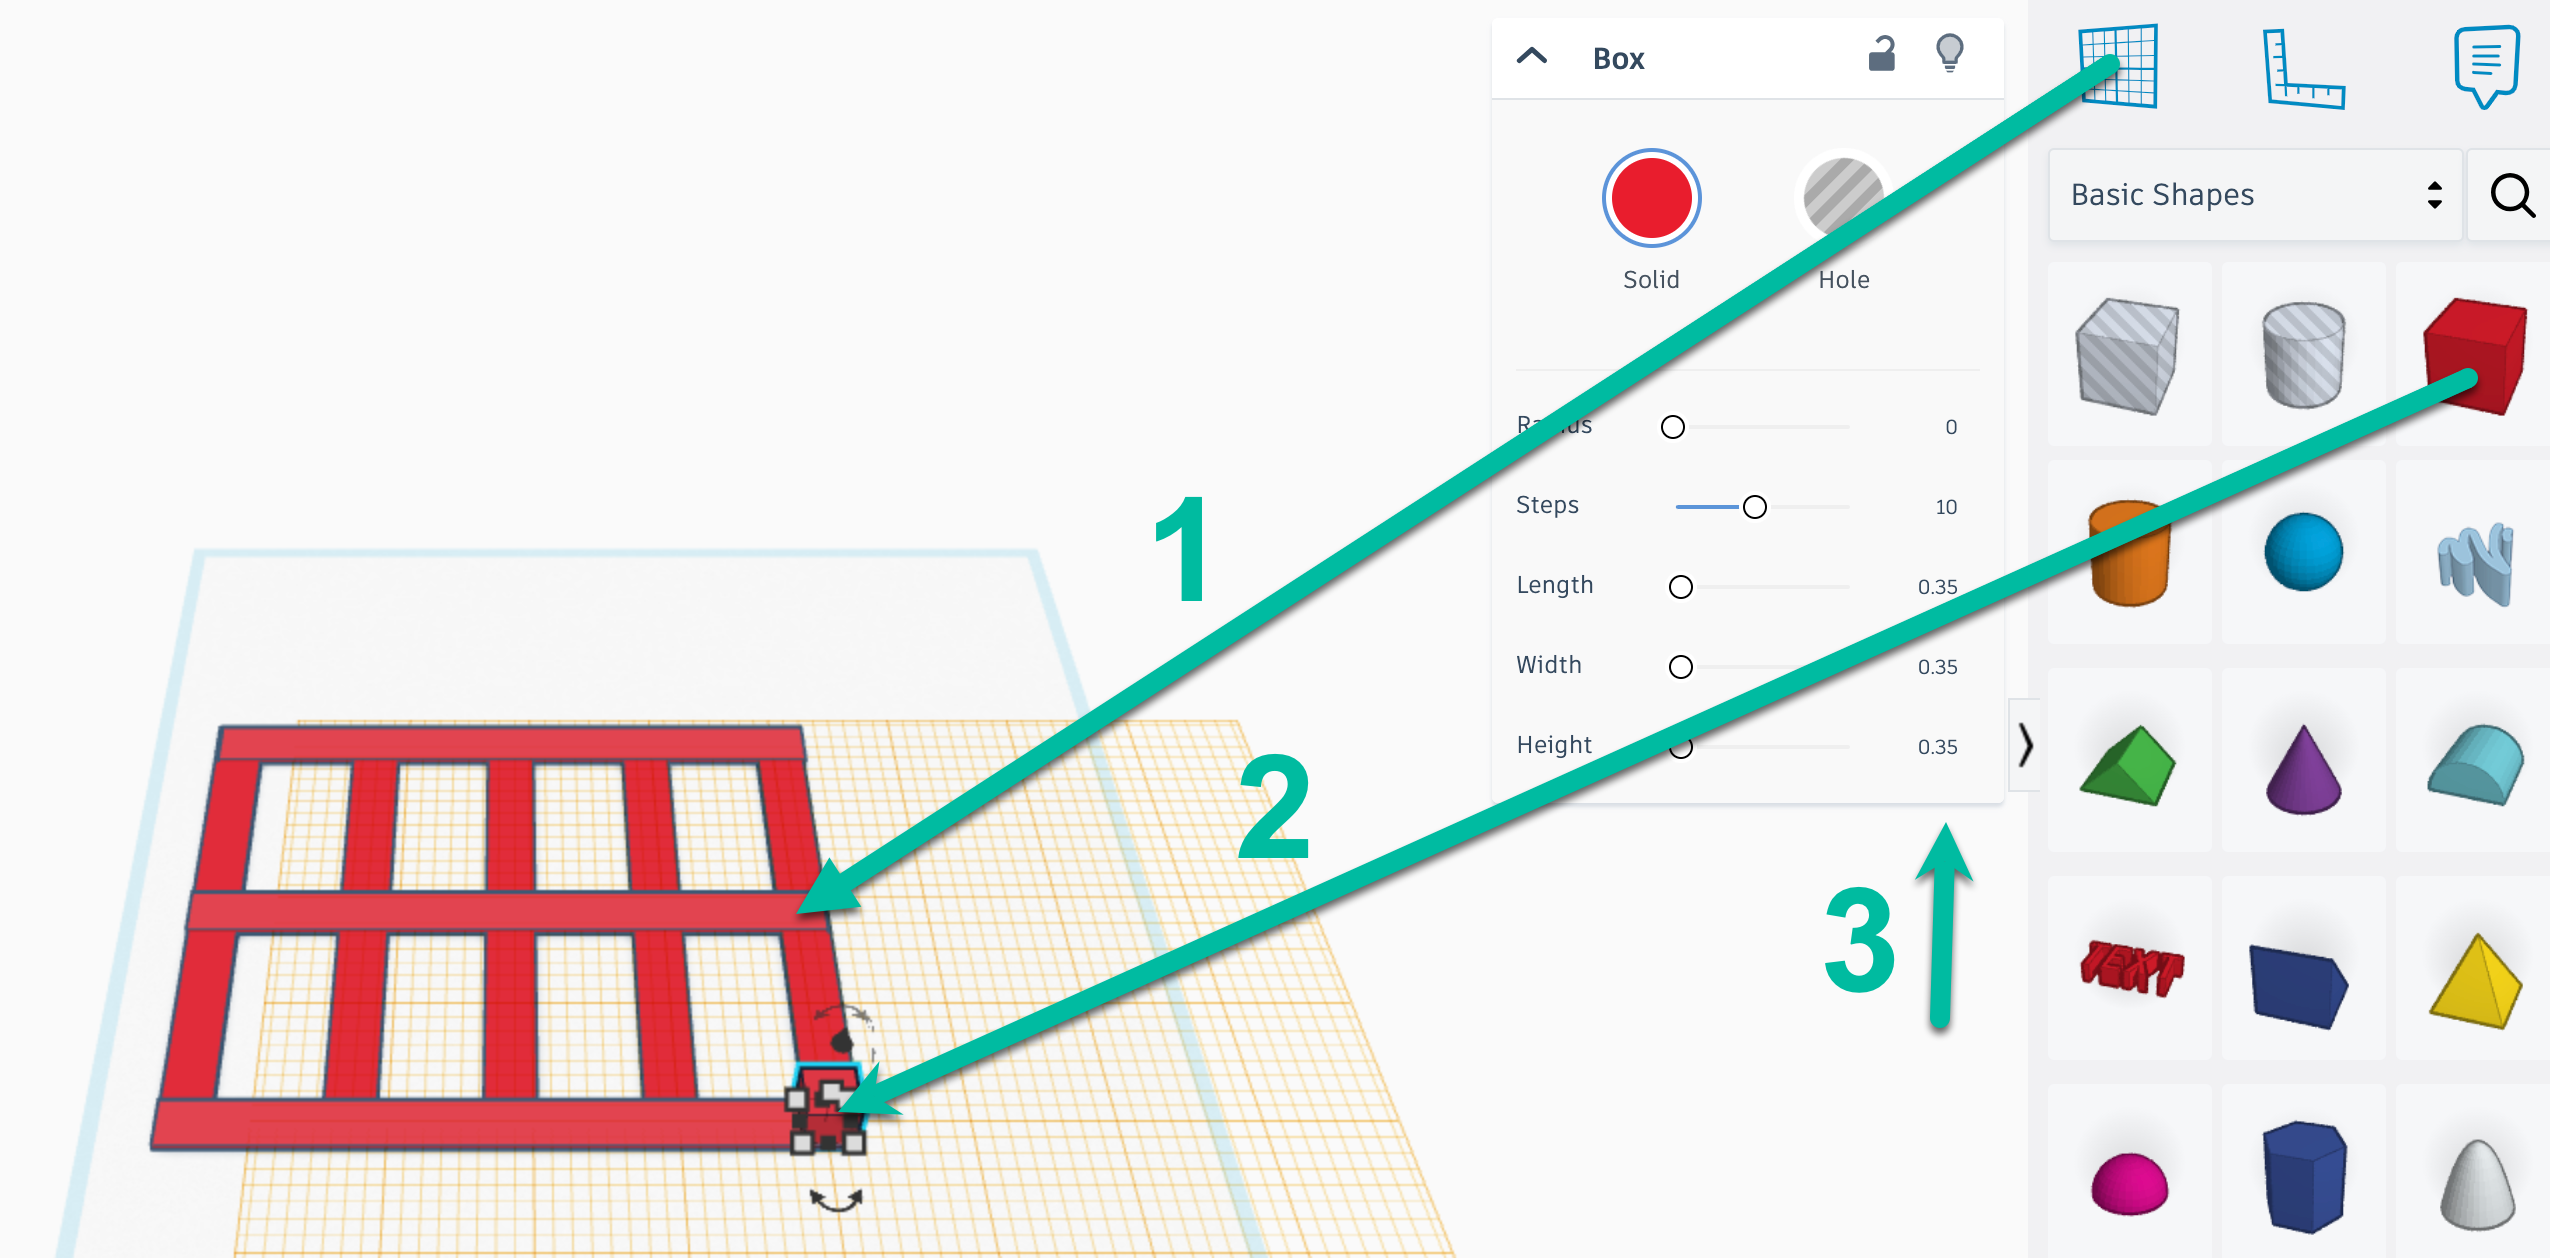 Box
Solid
Hole
Basic Shapes
0
Steps
10
Length
0.35
Width
0.35
Height
0.35
1
2
3
TEXT